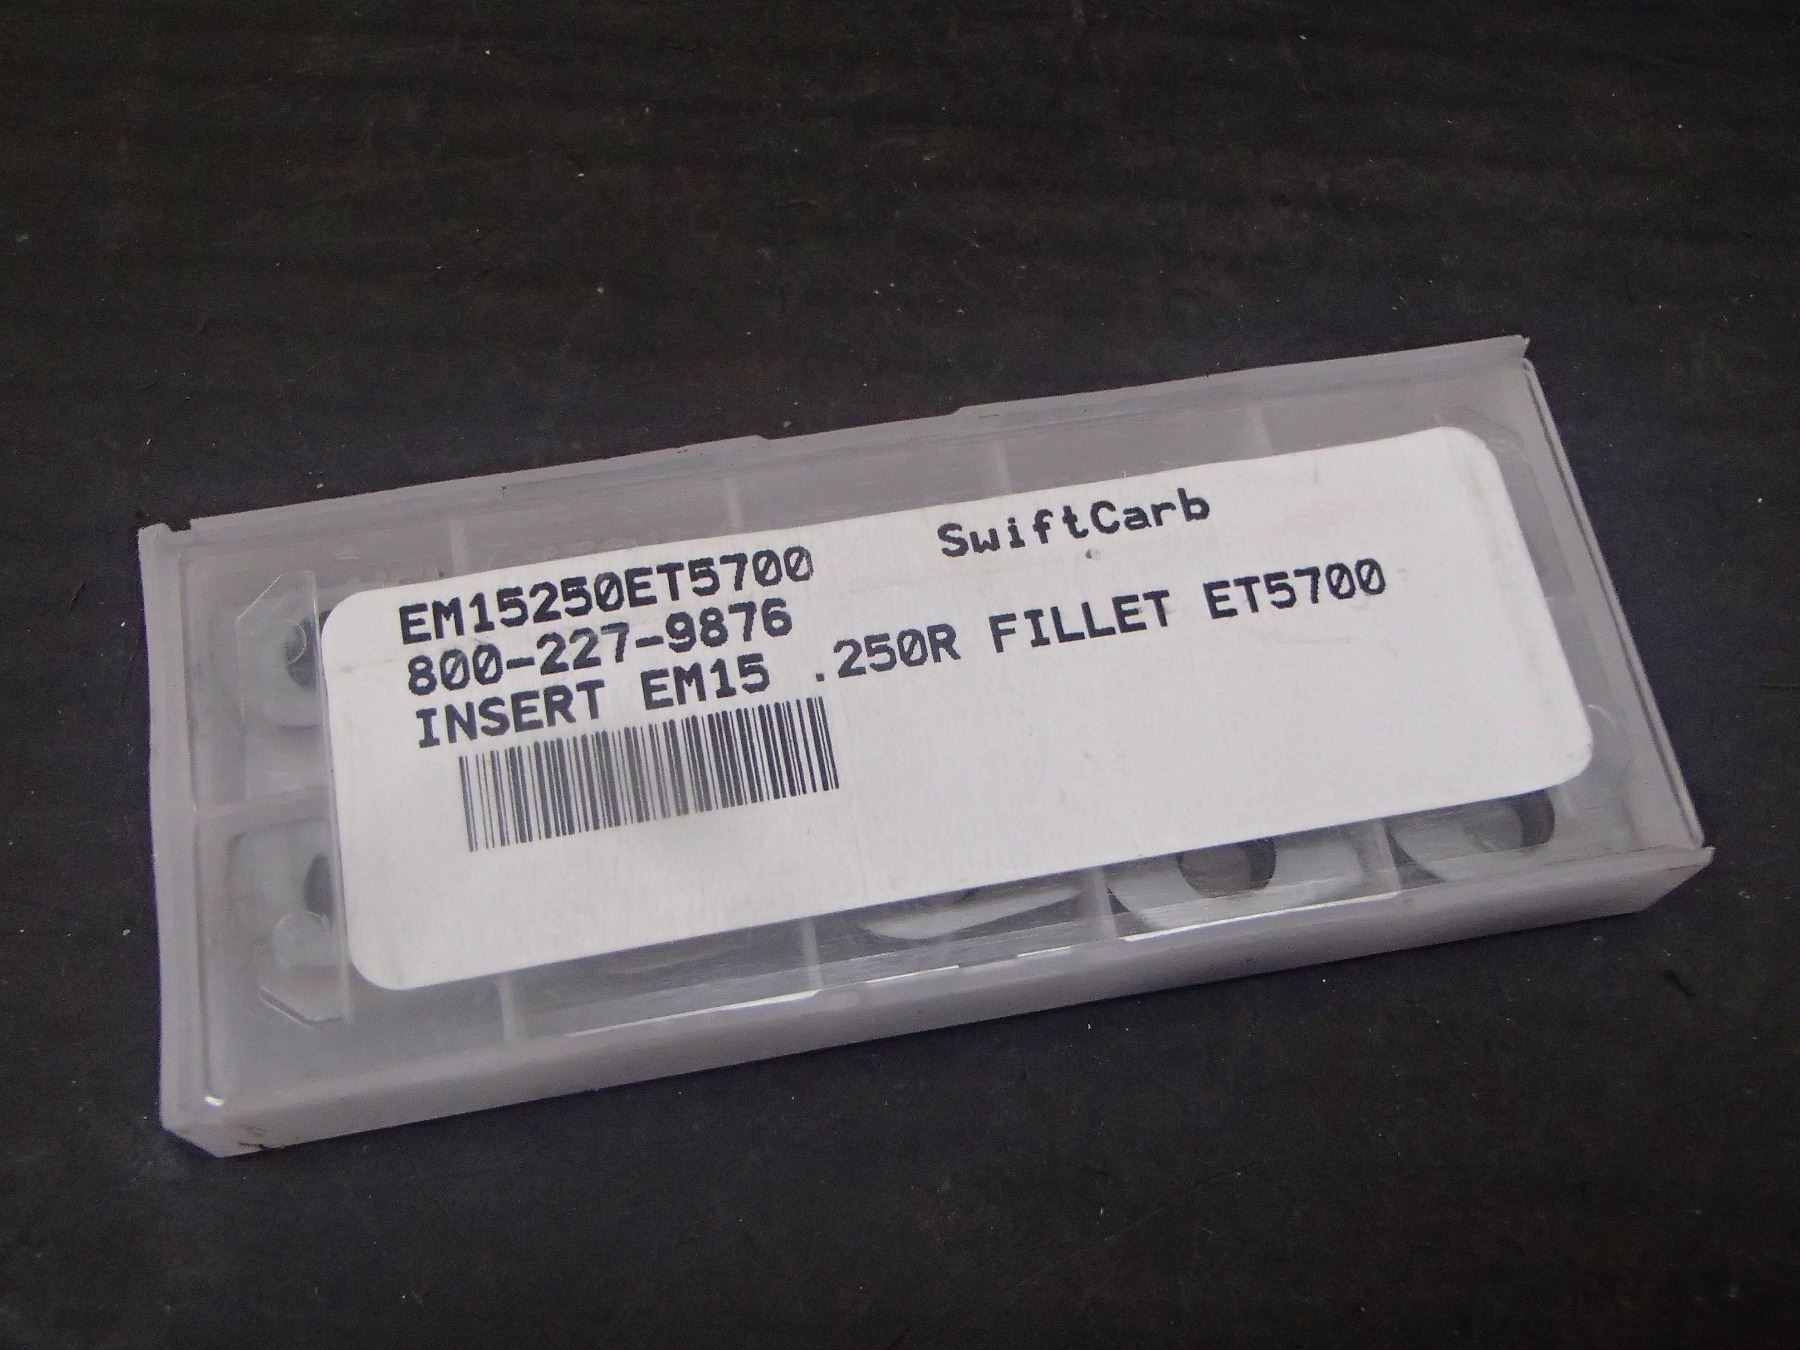 EM15250ET5700 SwiftCarb
800-227-9876
INSERT EM15 .250R FILLET ET5700